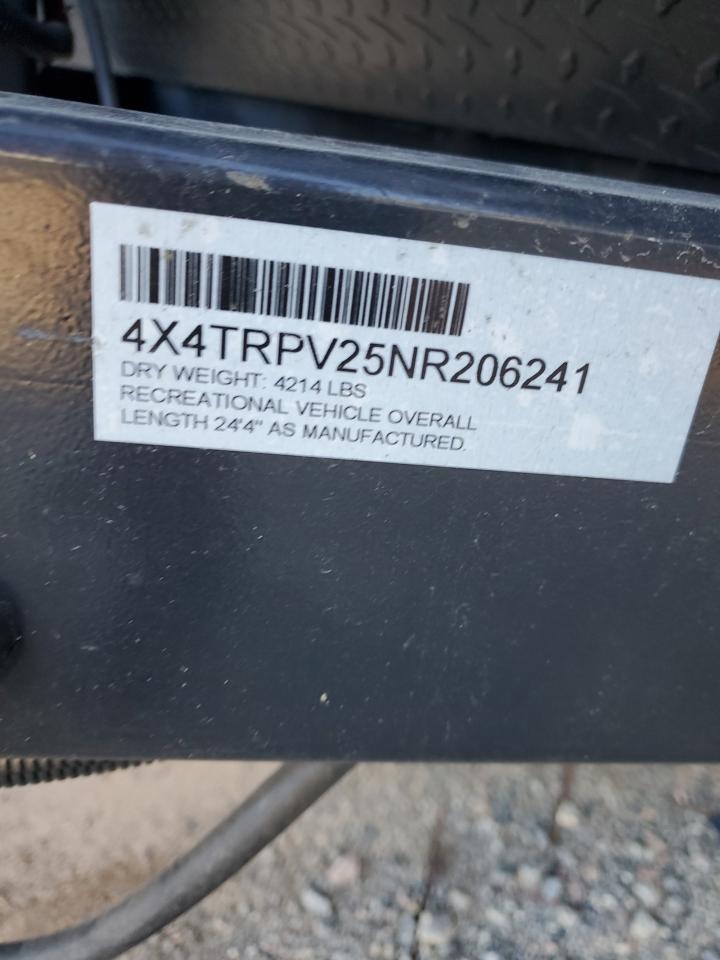 4X4TRPV25NR206241
DRY WEIGHT: 4214 LBS
RECREATIONAL VEHICLE OVERALL
LENGTH 24'4" AS MANUFACTURED.